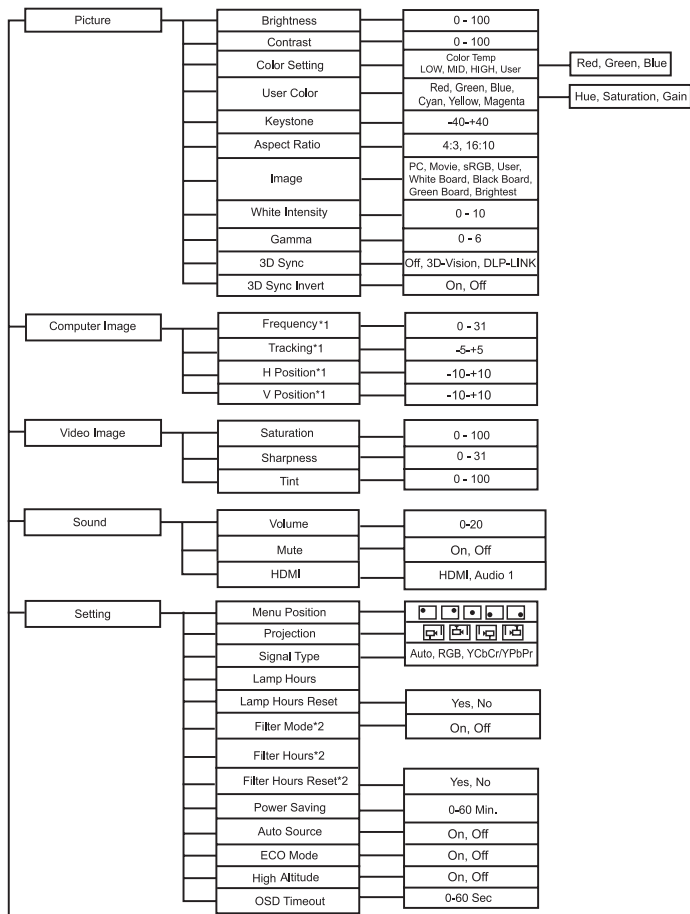 Picture
Brightness
0 - 100
Contrast
0 - 100
Color Setting
Color Temp
LOW, MID, HIGH, User
Red, Green, Blue
User Color
Red, Green, Blue,
Cyan, Yellow, Magenta
Hue, Saturation, Gain
Keystone
-40-+40
Aspect Ratio
4:3, 16:10
Image
PC, Movie, sRGB, User,
White Board, Black Board,
Green Board, Brightest
White Intensity
0 - 10
Gamma
0 - 6
3D Sync
Off, 3D-Vision, DLP-LINK
3D Sync Invert
On, Off
Computer Image
Frequency*1
0 - 31
Tracking*1
-5-+5
H Position*1
-10-+10
V Position*1
-10-+10
Video Image
Saturation
0 - 100
Sharpness
0 - 31
Tint
0 - 100
Sound
Volume
0-20
Mute
On, Off
HDMI
HDMI, Audio 1
Setting
Menu Position
Projection
Signal Type
Auto, RGB, YCbCr/YPbPr
Lamp Hours
Lamp Hours Reset
Yes, No
Filter Mode*2
On, Off
Filter Hours*2
Filter Hours Reset*2
Yes, No
Power Saving
0-60 Min.
Auto Source
On, Off
ECO Mode
On, Off
High Altitude
On, Off
OSD Timeout
0-60 Sec